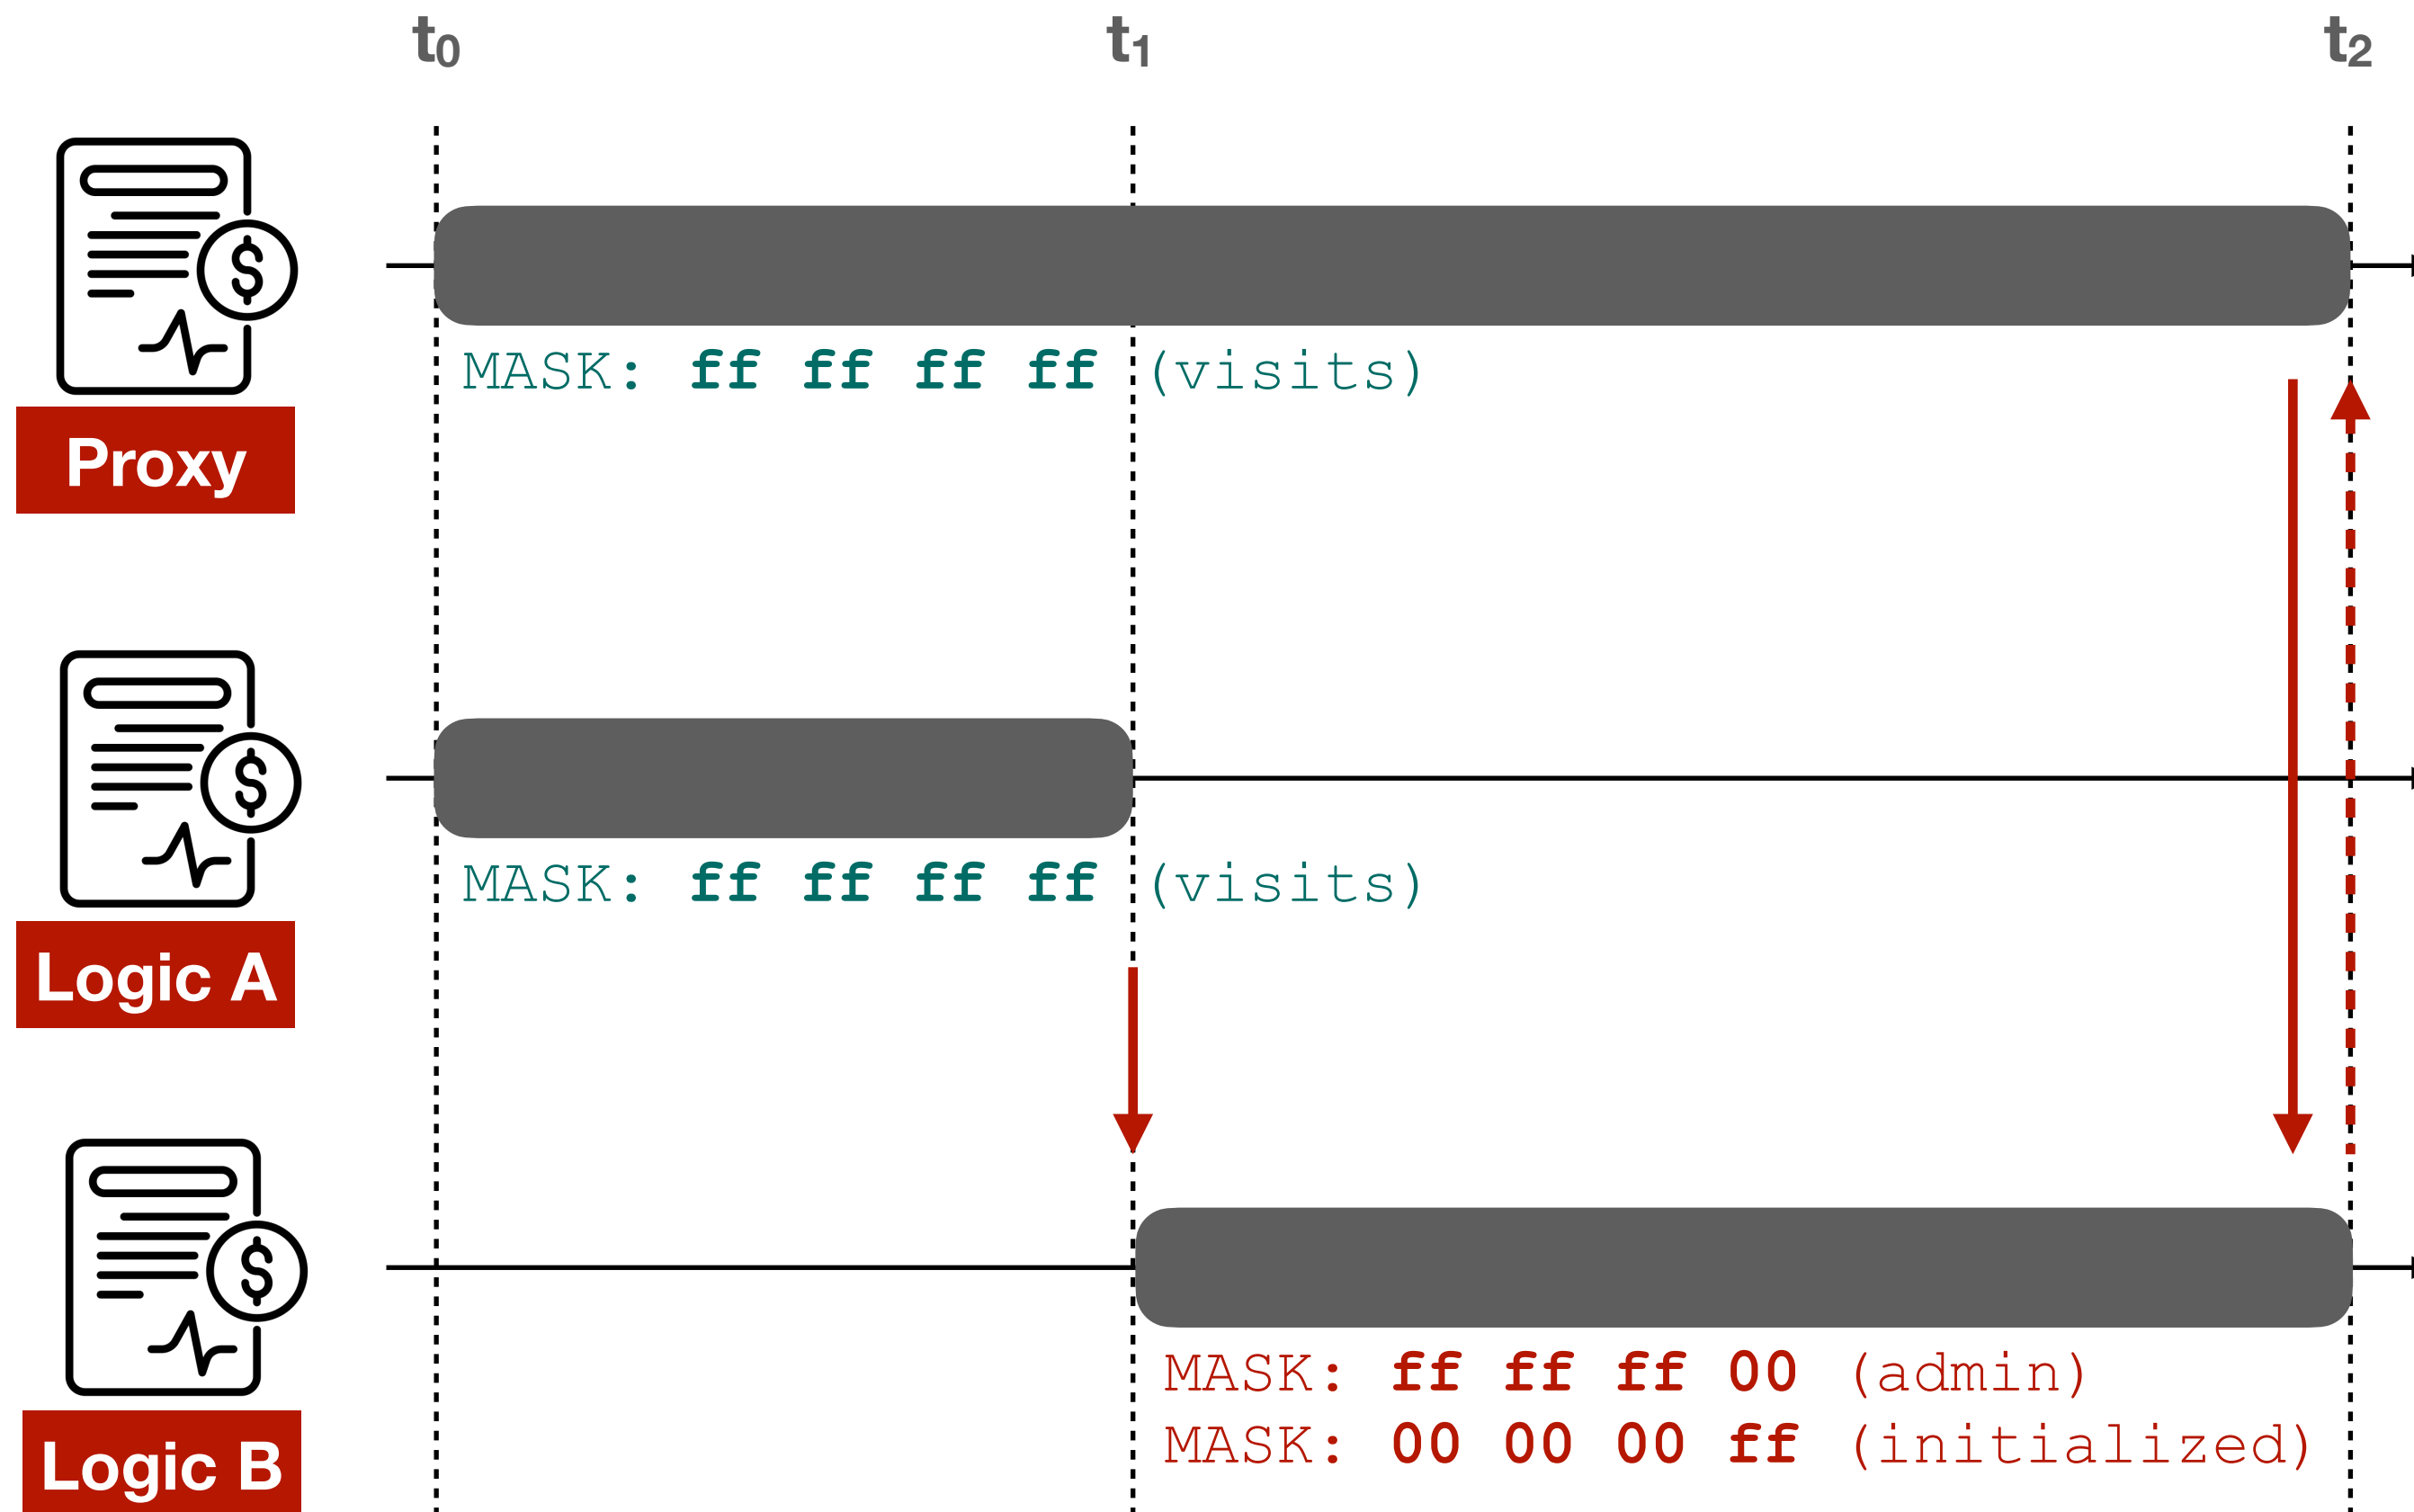 t0
t1
t2
MASK: ff ff ff ff (visits)
Proxy
MASK: ff ff ff ff (visits)
Logic A
MASK: ff ff ff 00 (admin)
MASK: 00 00 00 ff (initialized)
Logic B